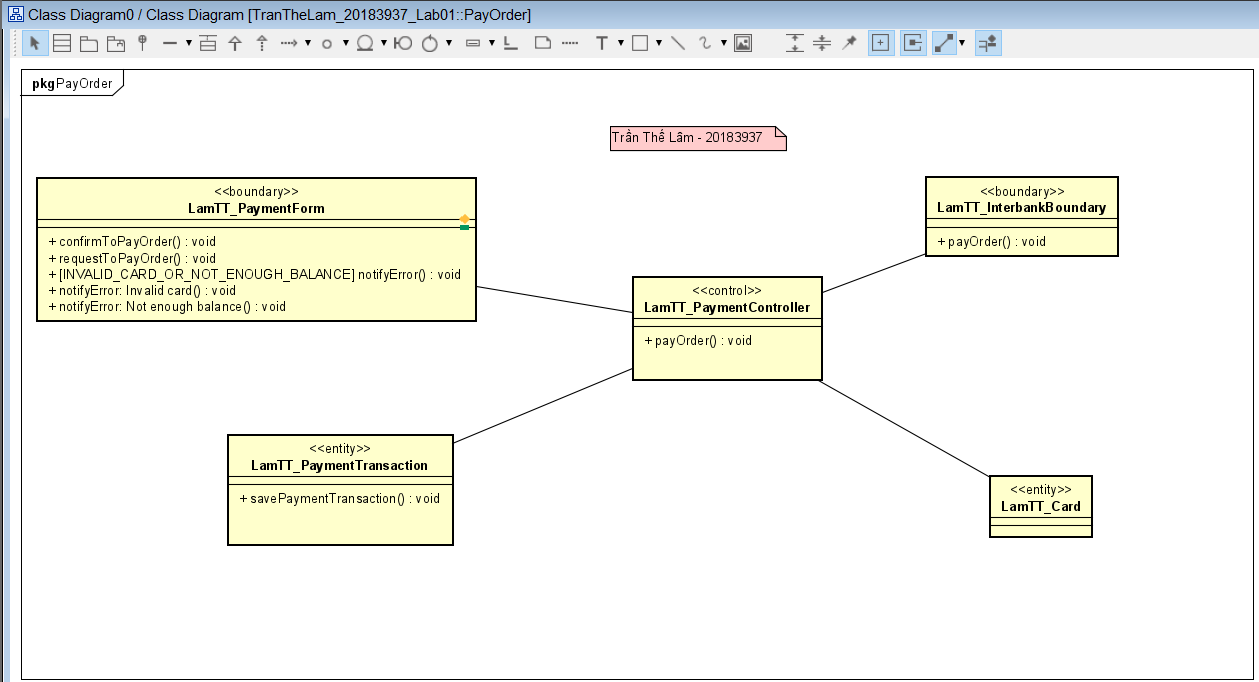 Class Diagram0 / Class Diagram [TranTheLam_20183937_Lab01::PayOrder]
T
pkg PayOrder
Trần Thế Lâm - 20183937
<<boundary>>
LamTT_PaymentForm
+ confirmToPayOrder() : void
+ requestToPayOrder() : void
+ [INVALID_CARD_OR_NOT_ENOUGH_BALANCE] notifyError() : void
+ notifyError: Invalid card() : void
+ notifyError: Not enough balance() : void
<<boundary>>
LamTT_InterbankBoundary
+ payOrder() : void
<<control>>
LamTT_PaymentController
+ payOrder() : void
<<entity>>
LamTT_PaymentTransaction
+ savePaymentTransaction() : void
<<entity>>
LamTT_Card